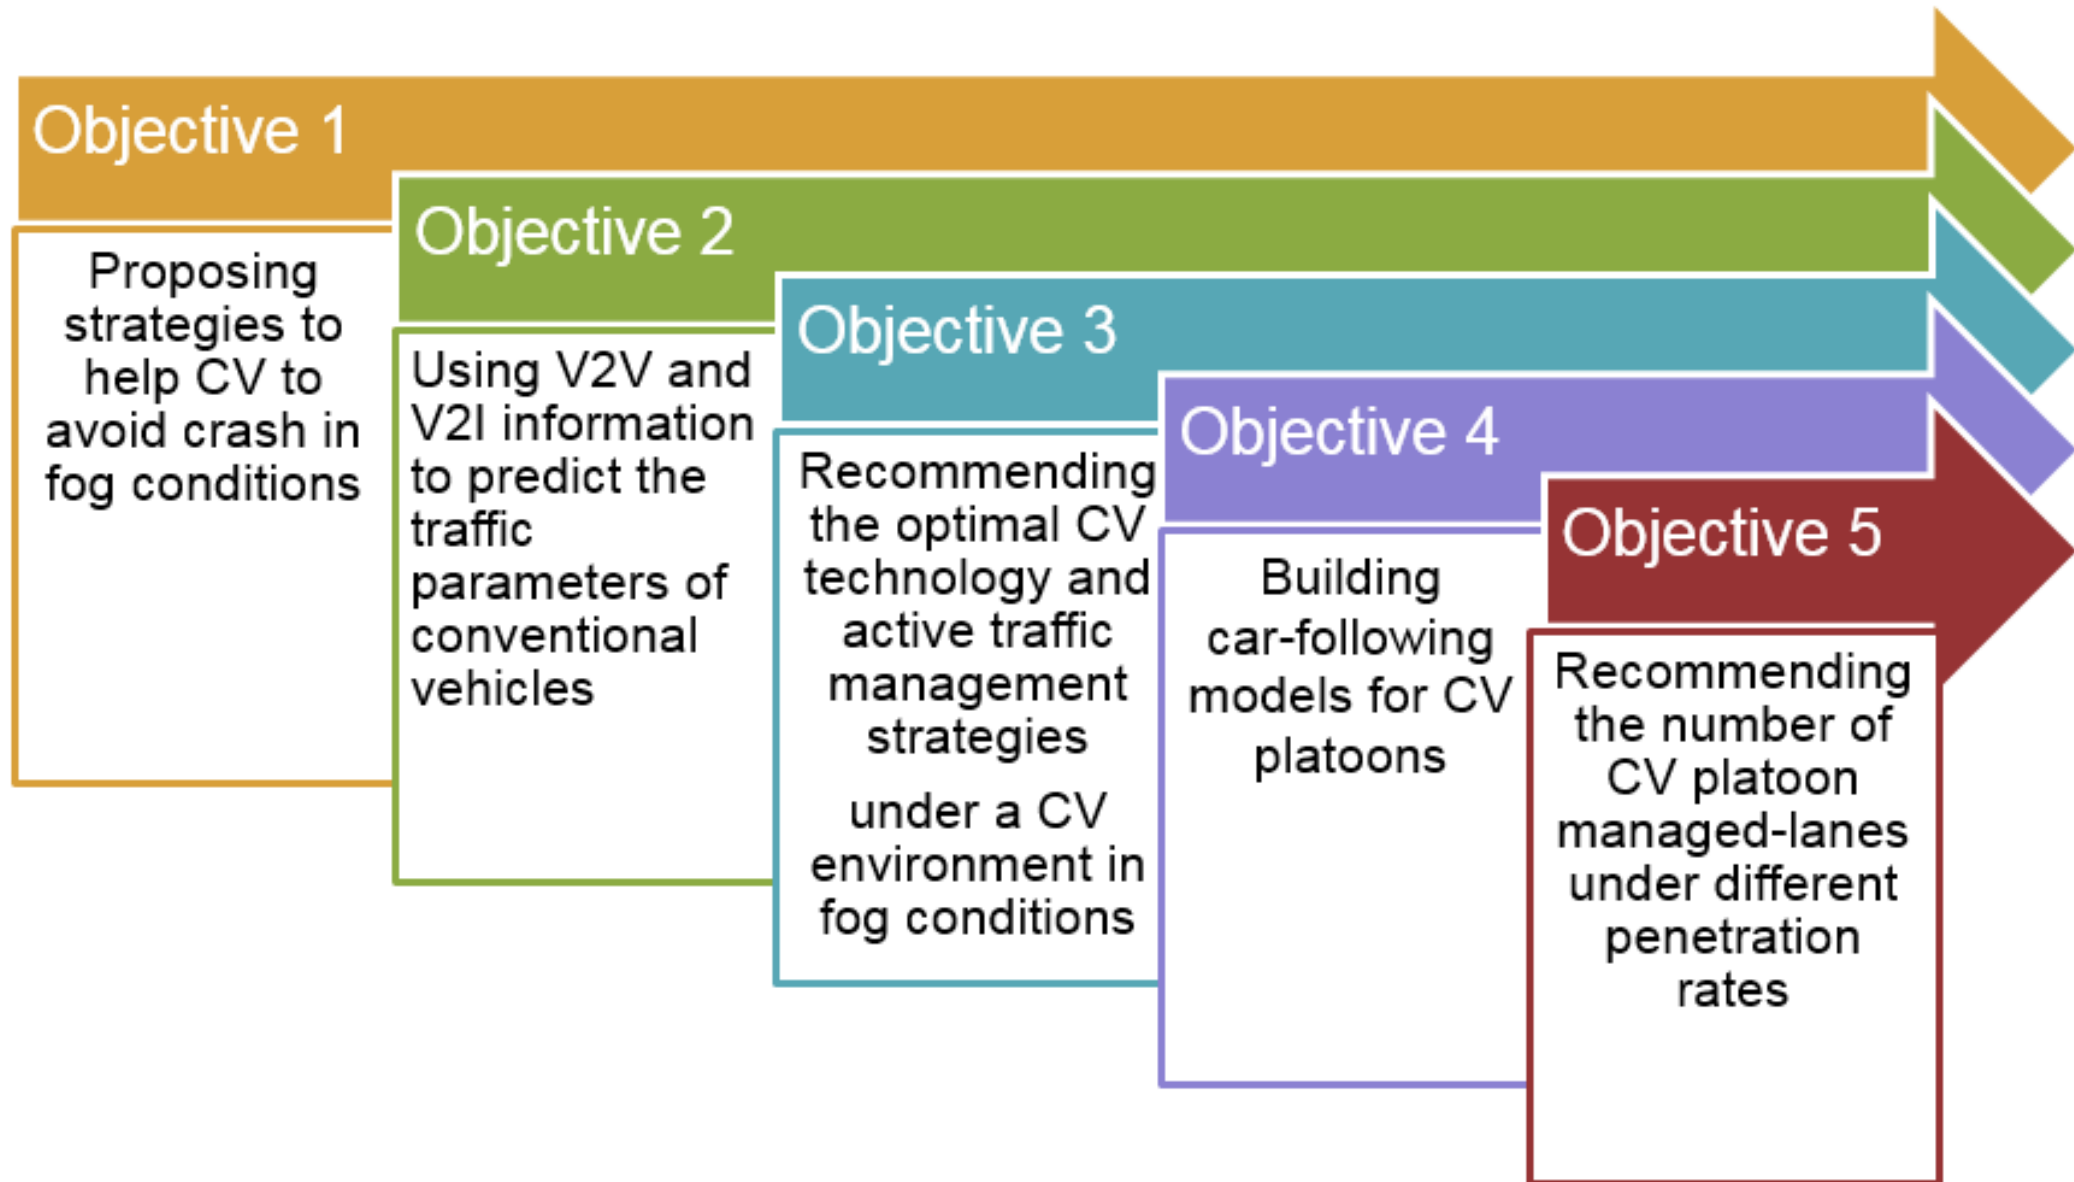 Objective 1
Proposing
strategies to
help CV to
avoid crash in
fog conditions
Objective 2
Using V2V and
V2I information
to predict the
traffic
parameters of
conventional
vehicles
Objective 3
Recommending
the optimal CV
technology and
active traffic
management
strategies
under a CV
environment in
fog conditions
Objective 4
Building
car-following
models for CV
platoons
Objective 5
Recommending
the number of
CV platoon
managed-lanes
under different
penetration
rates